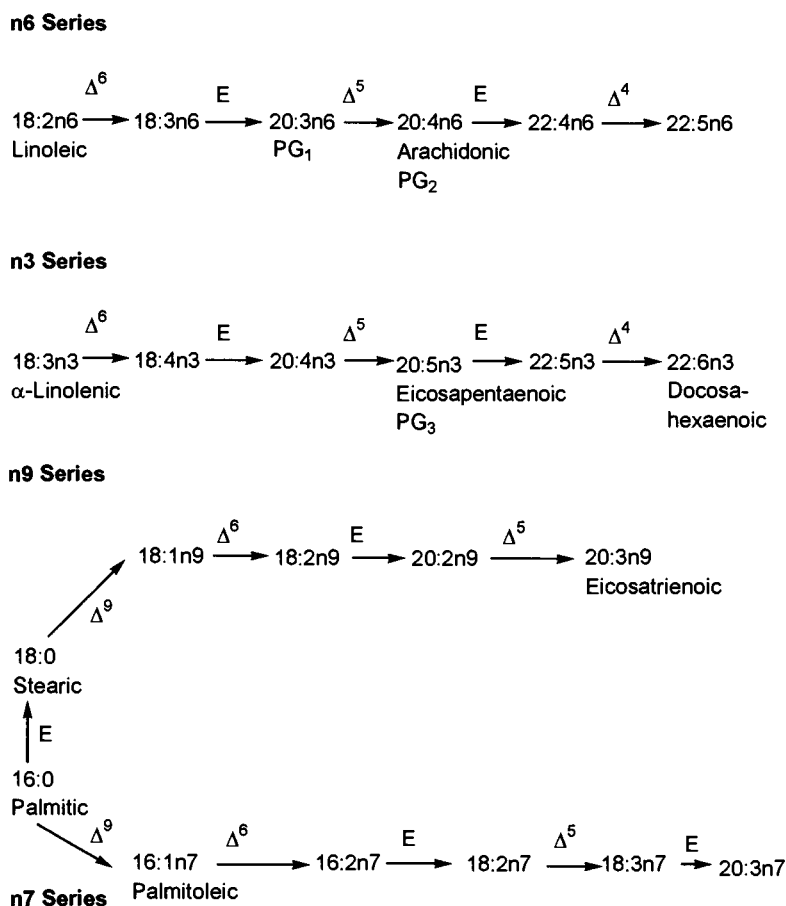 n6 Series
Δ⁶ E Δ⁵ E Δ⁴
18:2n6 18:3n6 20:3n6 20:4n6 22:4n6 22:5n6
Linoleic PG₁ Arachidonic
PG₂
n3 Series
Δ⁶ E Δ⁵ E Δ⁴
18:3n3 18:4n3 20:4n3 20:5n3 22:5n3 22:6n3
α-Linolenic Eicosapentaenoic Docosa-
PG₃ hexaenoic
n9 Series
Δ⁶ E Δ⁵
18:1n9 18:2n9 20:2n9 20:3n9
Eicosatrienoic
Δ⁹
18:0
Stearic
E
16:0
Palmitic
Δ⁹ Δ⁶ E Δ⁵ E
16:1n7 16:2n7 18:2n7 18:3n7 20:3n7
Palmitoleic
n7 Series